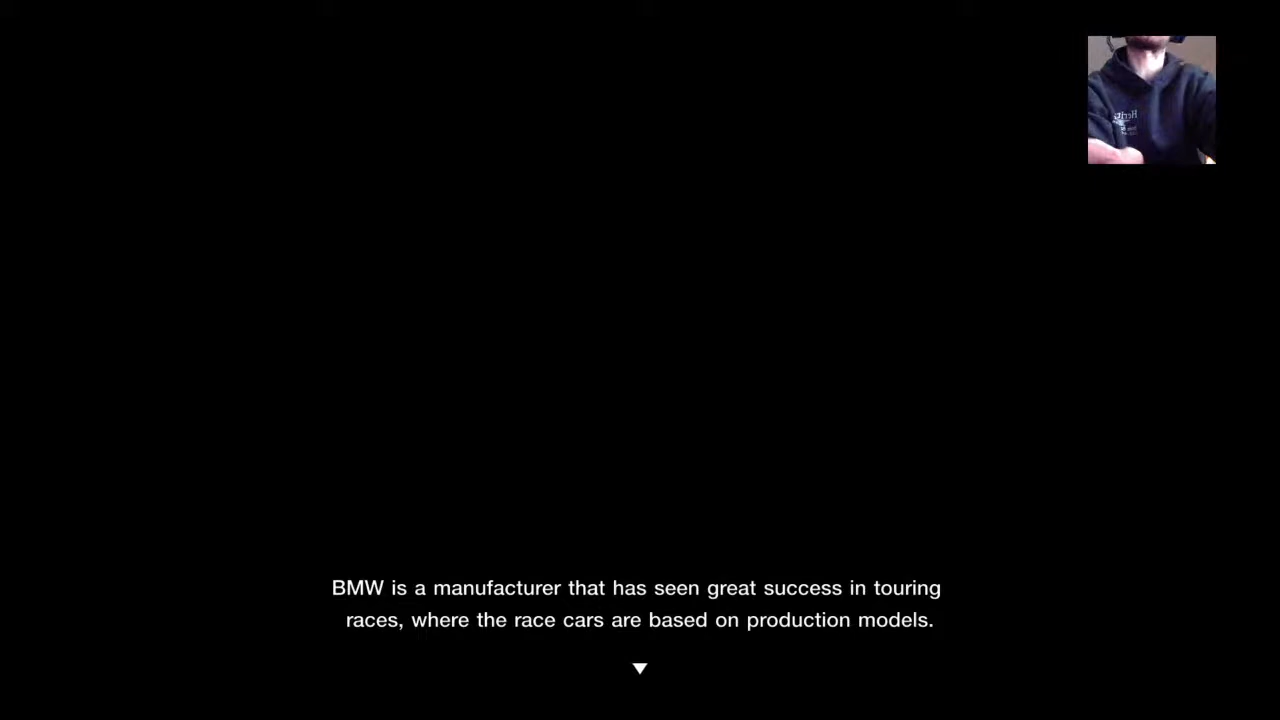 BMW is a manufacturer that has seen great success in touring
races, where the race cars are based on production models.